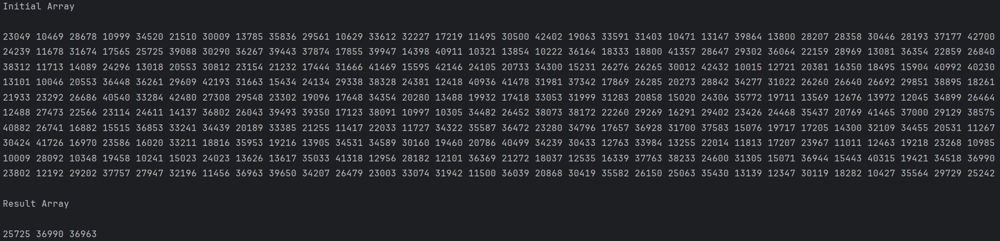 Initial Array
23049 10469 28678 10999 34520 21510 30009 13785 35836 29561 10629 33612 32227 17219 11495 30500 42402 19063 33591 31403 10471 13147 39864 13800 28207 28358 30446 28193 37177 42700
24239 11678 31674 17565 25725 39088 30290 36267 39443 37874 17855 39947 14398 40911 10321 13854 10222 36164 18333 18800 41357 28647 29302 36064 22159 28969 13081 36354 22859 26840
38312 11713 14089 24296 13018 20553 30812 23154 21232 17444 31666 41469 15595 42146 24105 20733 34300 15231 26276 26265 30012 42432 10015 12721 20381 16350 18495 15904 40992 40230
13101 10046 20553 36448 36261 29609 42193 31663 15434 24134 29338 38328 24381 12418 40936 41478 31981 37342 17869 26285 20273 28842 34277 31022 26260 26640 26692 29851 38895 18261
21933 23292 26686 40540 33284 42480 27308 29548 23302 19096 17648 34354 20280 13488 19932 17418 33053 31999 31283 20858 15020 24306 35772 19711 13569 12676 13972 12045 34899 26464
12488 27473 22566 23114 24611 14137 36802 26043 39493 39350 17123 38091 10997 10305 34482 26452 38073 38172 22260 29269 16291 29402 23426 24468 35437 20769 41465 37000 29129 38575
40882 26741 16882 15515 36853 33241 34439 20189 33385 21255 11417 22033 11727 34322 35587 36472 23280 34796 17657 36928 31700 37583 15076 19717 17205 14300 32109 34455 20531 11267
30424 41726 16970 23586 16020 33211 18816 35953 19216 13905 34531 34589 30160 19460 20786 40499 34239 30433 12763 33984 13255 22014 11813 17207 23967 11011 12463 19218 23268 10985
10009 28092 10348 19458 10241 15023 24023 13626 13617 35033 41318 12956 28182 12101 36369 21272 18037 12535 16339 37763 38233 24600 31305 15071 36944 15443 40315 19421 34518 36990
23802 12192 29202 37757 27947 32196 11456 36963 39650 34207 26479 23003 33074 31942 11500 36039 20868 30419 35582 26150 25063 35430 13139 12347 30119 18282 10427 35564 29729 25242
Result Array
25725 36990 36963